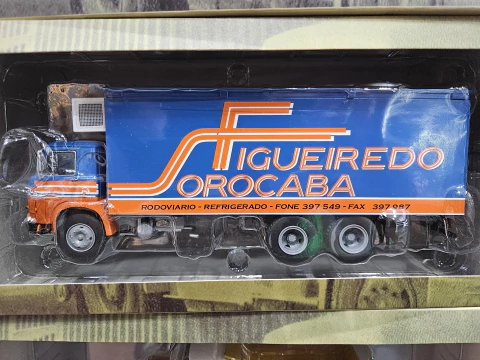 FIGUEIREDO
SOROCABA
RODOVIARIO - REFRIGERADO - FONE 397 549 - FAX 397 987